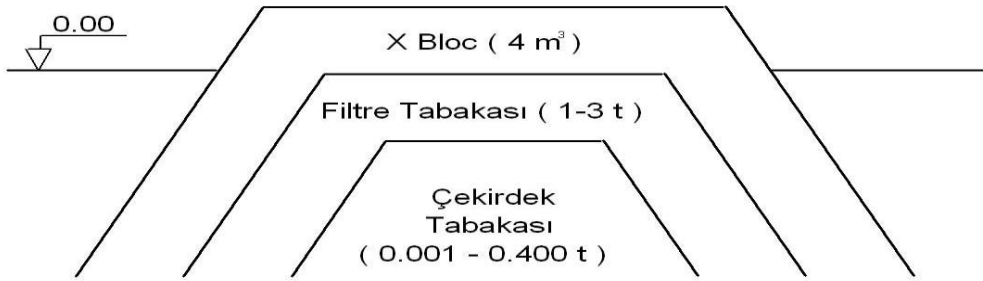 0.00
X Bloc ( 4 m³ )
Filtre Tabakası ( 1-3 t )
Çekirdek
Tabakası
( 0.001 - 0.400 t )